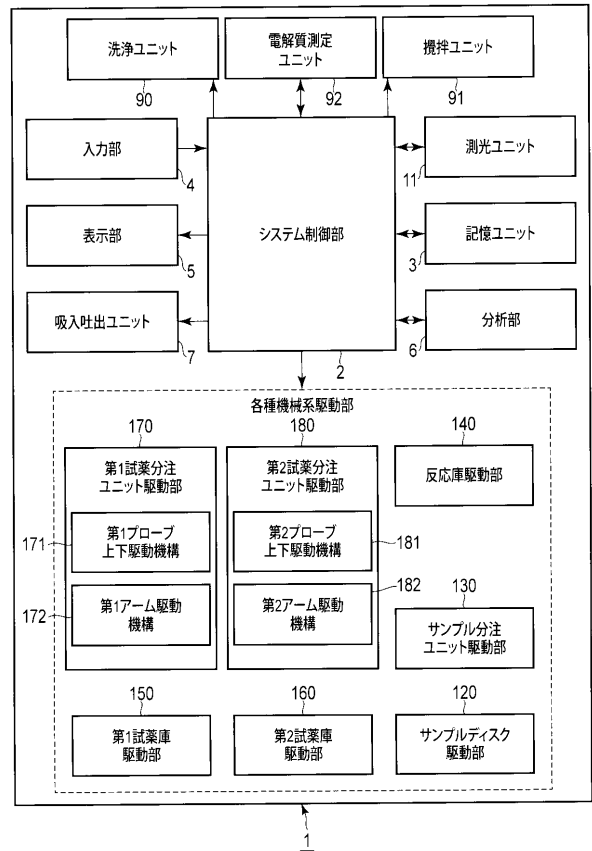 洗浄ユニット
電解質測定
ユニット
攪拌ユニット
90
92
91
入力部
4
測光ユニット
11
表示部
5
システム制御部
記憶ユニット
3
吸入吐出ユニット
7
分析部
6
2
各種機械系駆動部
170
180
140
第1試薬分注
ユニット駆動部
第2試薬分注
ユニット駆動部
反応庫駆動部
171
第1プローブ
上下駆動機構
第2プローブ
上下駆動機構
181
172
第1アーム駆動
機構
第2アーム駆動
機構
182
130
サンプル分注
ユニット駆動部
150
160
120
第1試薬庫
駆動部
第2試薬庫
駆動部
サンプルディスク
駆動部
1